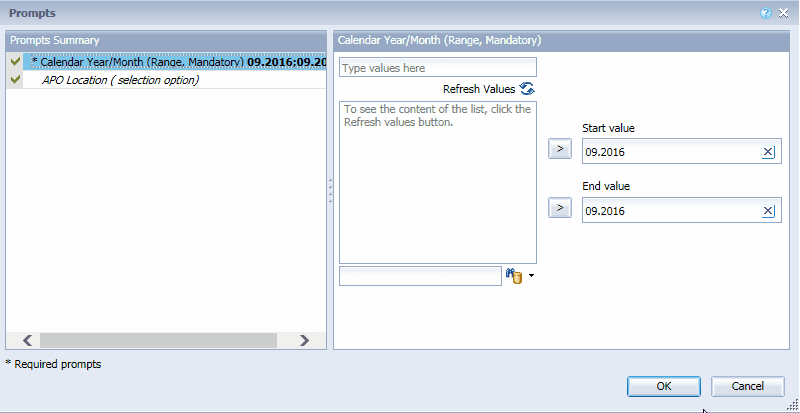 Prompts
Prompts Summary
* Calendar Year/Month (Range, Mandatory) 09.2016;09.20
APO Location ( selection option)
* Required prompts
Calendar Year/Month (Range, Mandatory)
Type values here
Refresh Values
To see the content of the list, click the
Refresh values button.
>
Start value
09.2016
>
End value
09.2016
OK
Cancel